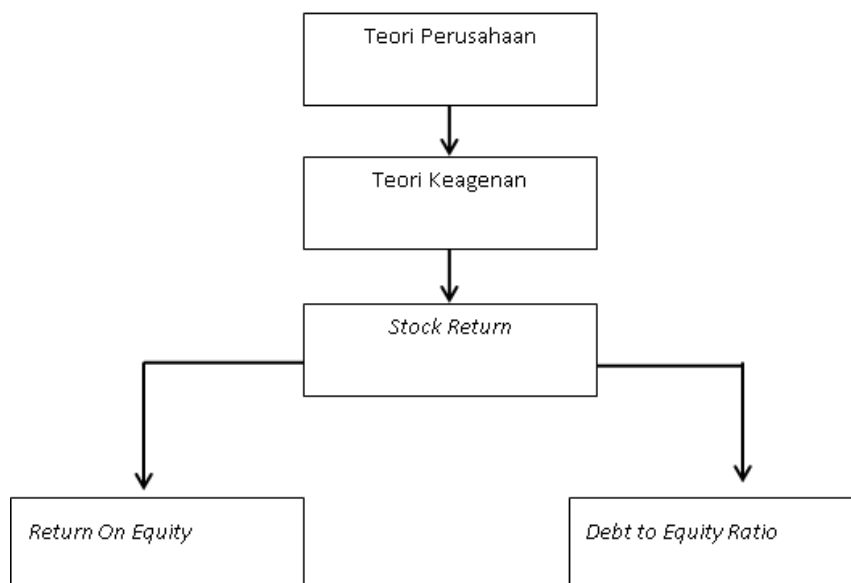 Teori Perusahaan
Teori Keagenan
Stock Return
Return On Equity
Debt to Equity Ratio